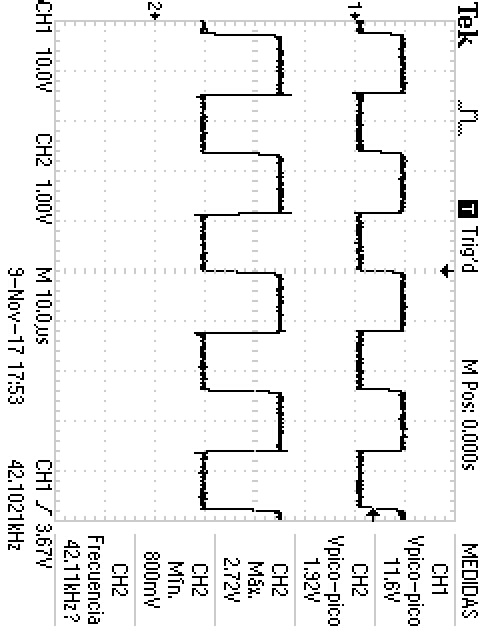 Tek
T Trig'd
M Pos: 0.000s
MEDIDAS
CH1
Vpico-pico
11.6V
CH2
Vpico-pico
1.92V
CH2
Máx.
2.72V
CH2
Mín.
800mV
CH2
Frecuencia
42.11kHz?
1
2
CH1 10.0V CH2 1.00V M 10.0µs CH1 / 3.67V
9-Nov-17 17:53 42.1021kHz